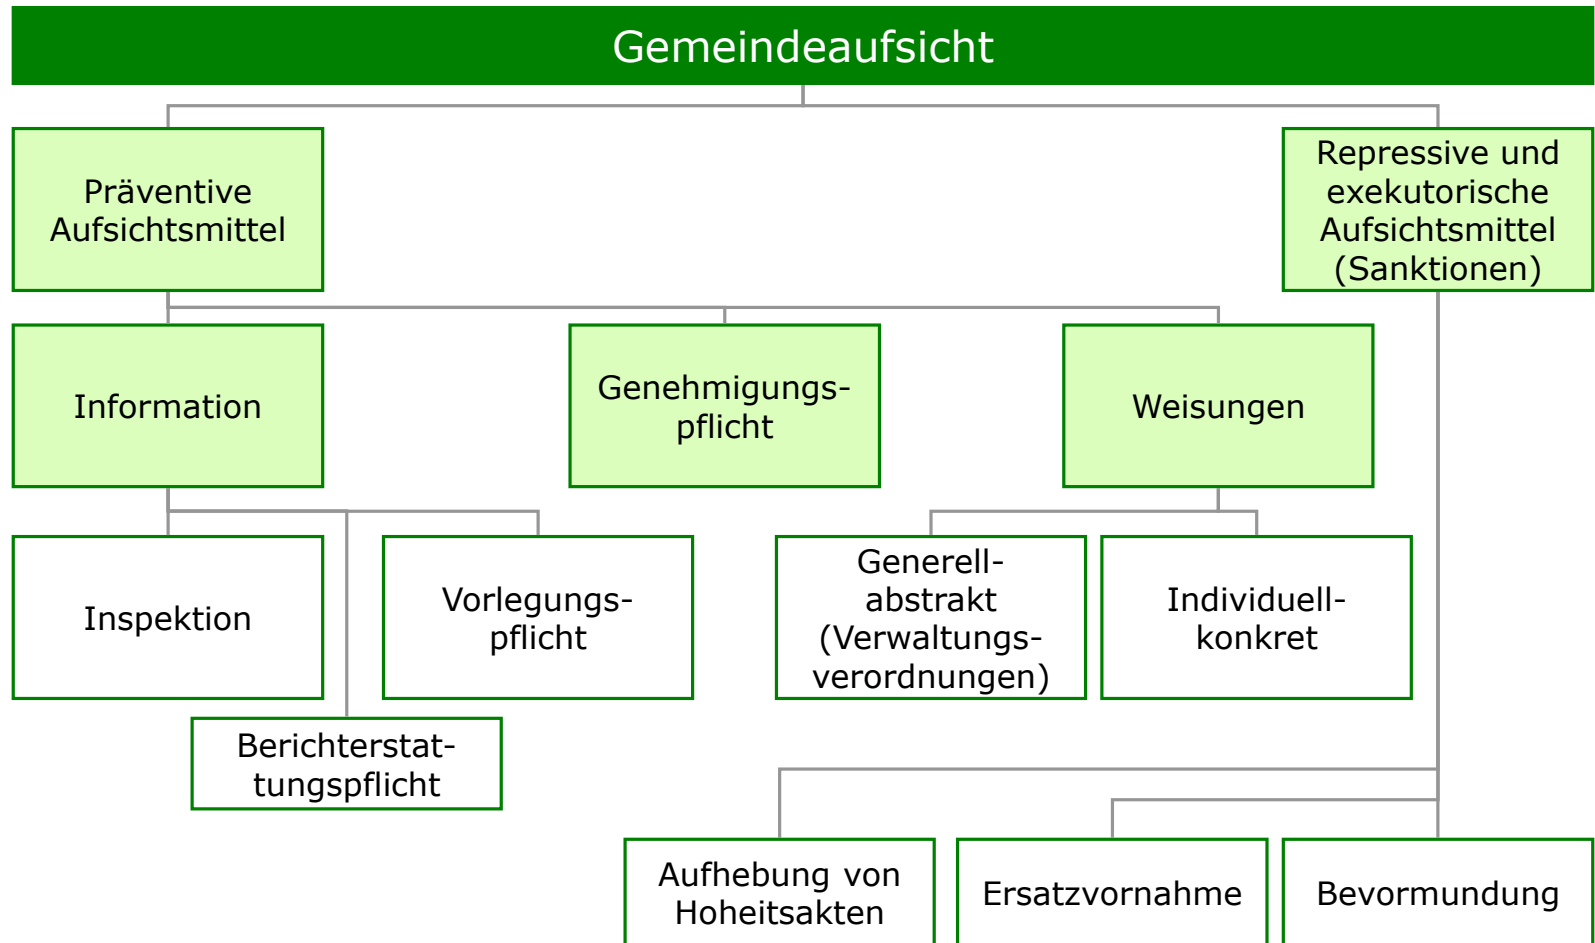 Gemeindeaufsicht
Präventive
Aufsichtsmittel
Repressive und
exekutorische
Aufsichtsmittel
(Sanktionen)
Information
Genehmigungs-
pflicht
Weisungen
Inspektion
Vorlegungs-
pflicht
Generell-
abstrakt
(Verwaltungs-
verordnungen)
Individuell-
konkret
Berichterstat-
tungspflicht
Aufhebung von
Hoheitsakten
Ersatzvornahme
Bevormundung